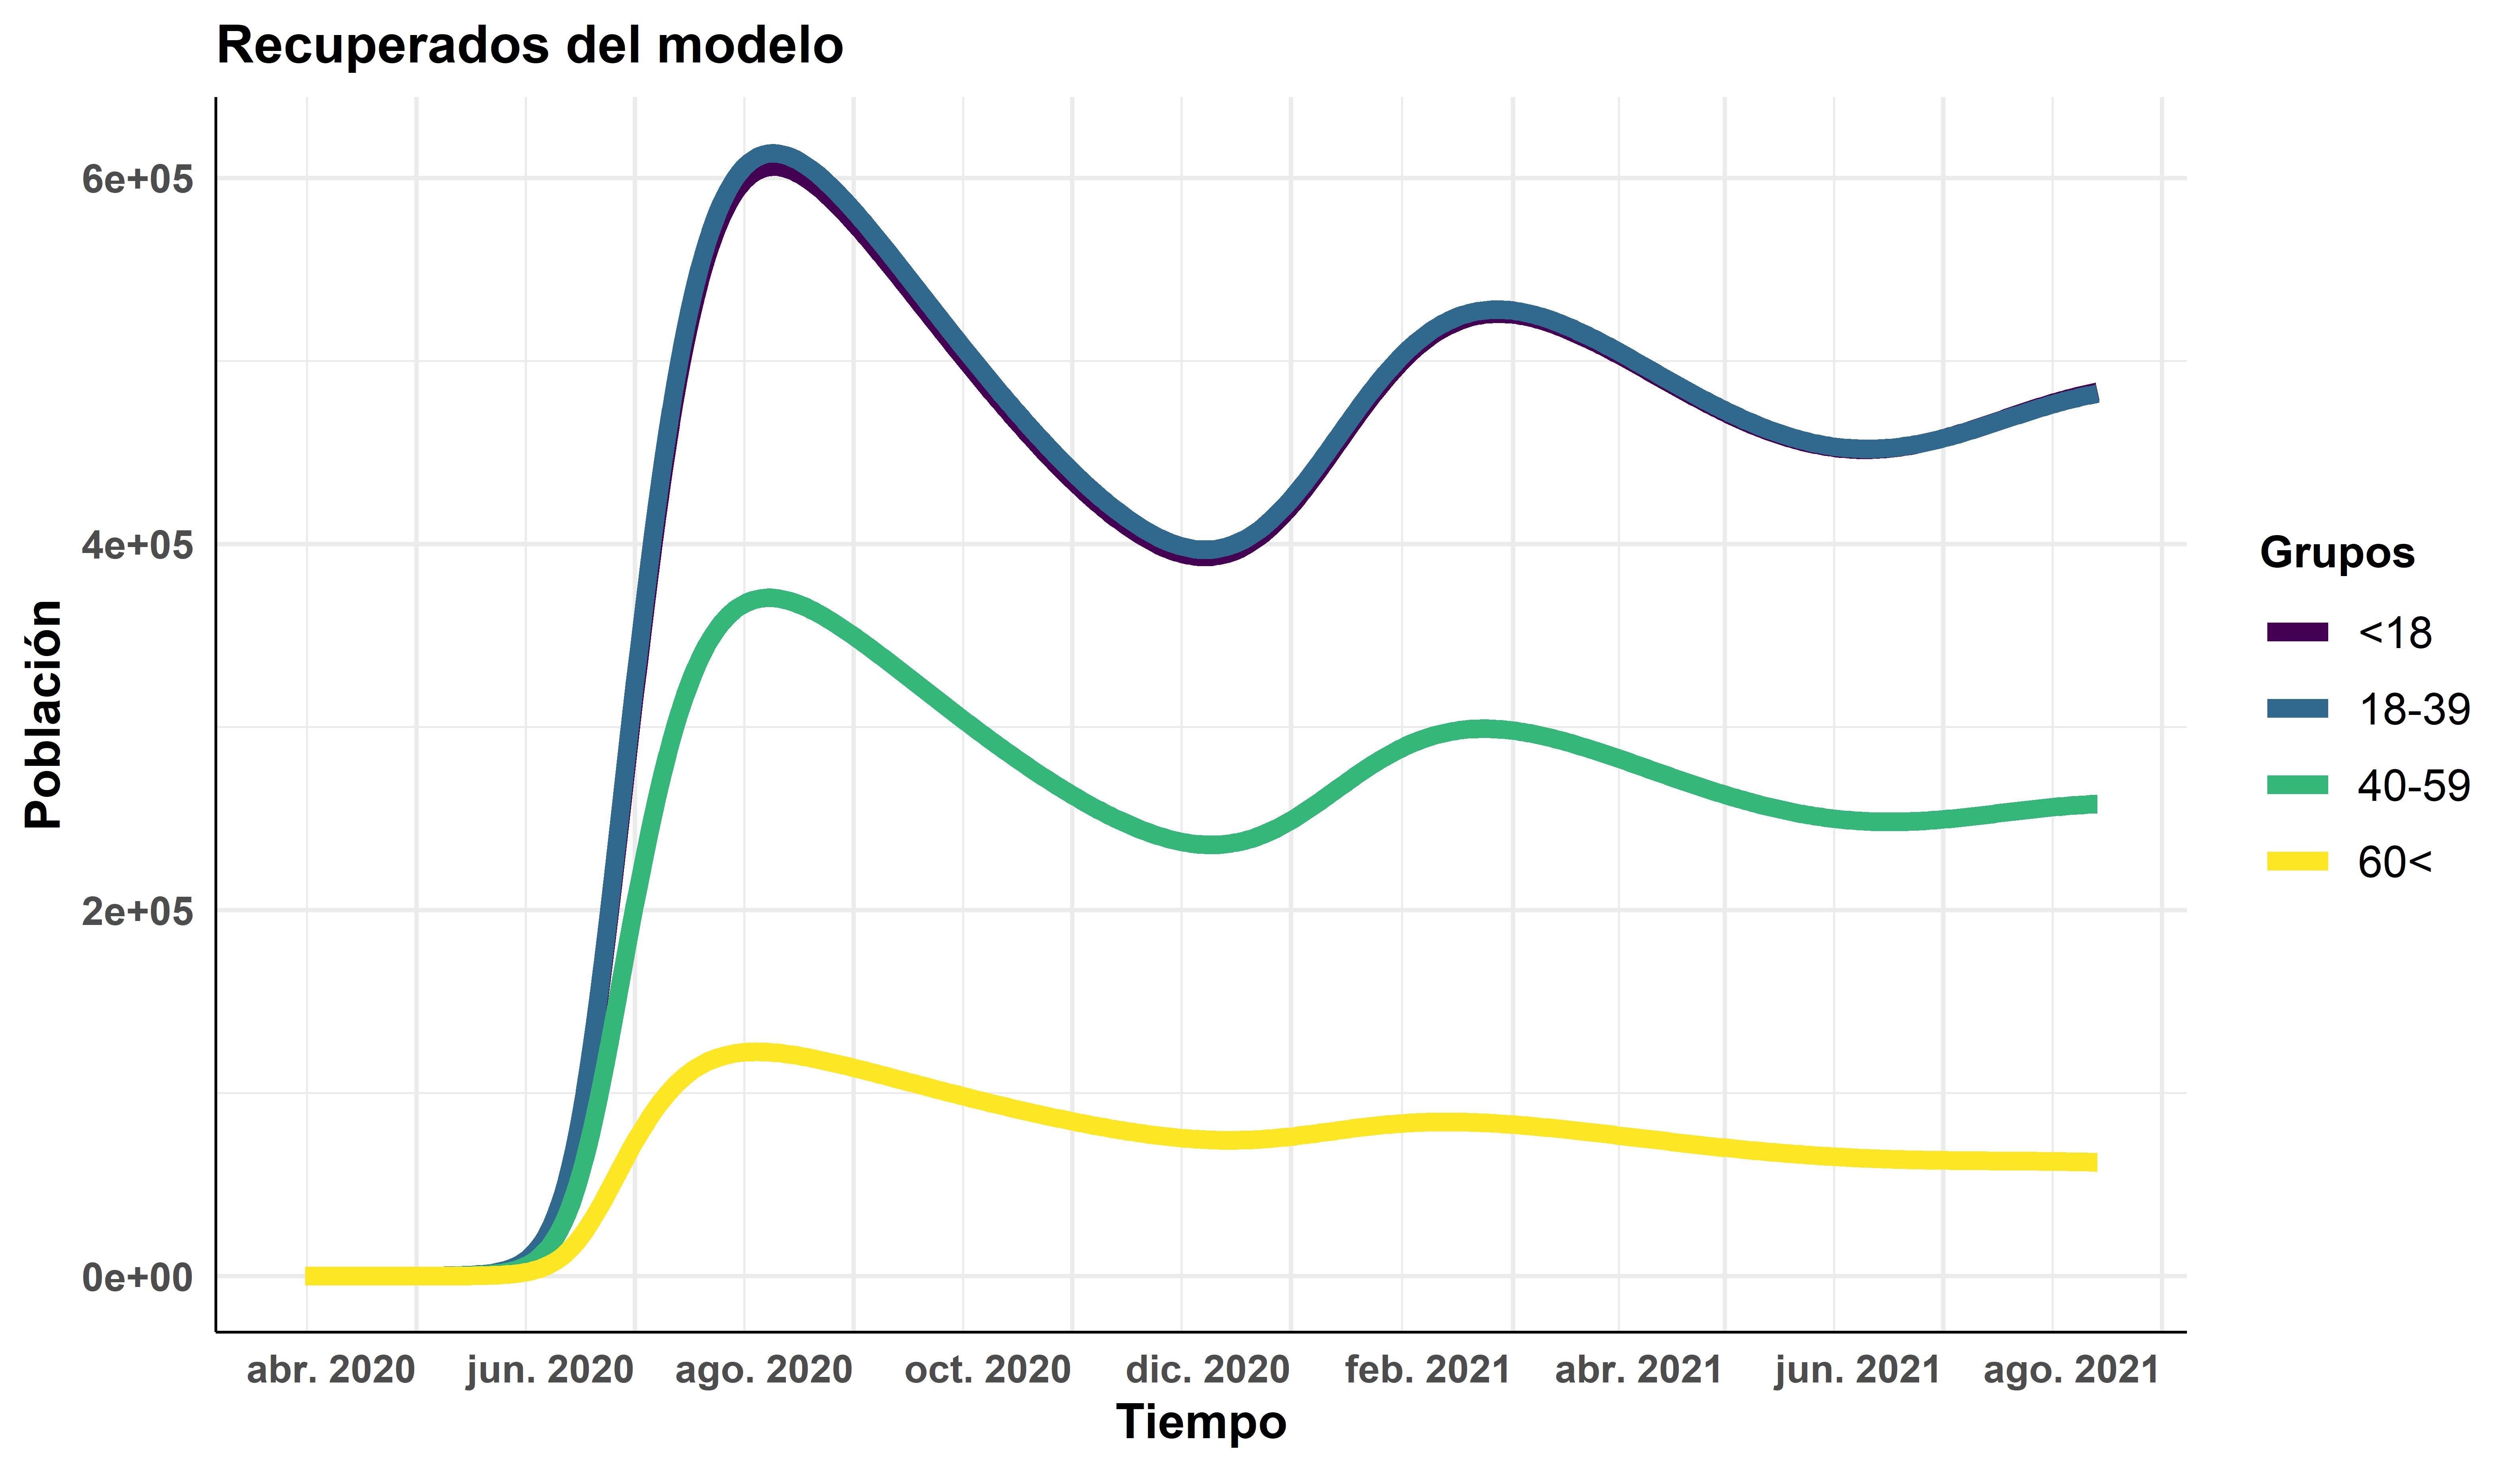 Recuperados del modelo
Población
6e+05
4e+05
2e+05
0e+00
abr. 2020 jun. 2020 ago. 2020 oct. 2020 dic. 2020 feb. 2021 abr. 2021 jun. 2021 ago. 2021
Tiempo
Grupos
<18
18-39
40-59
60<